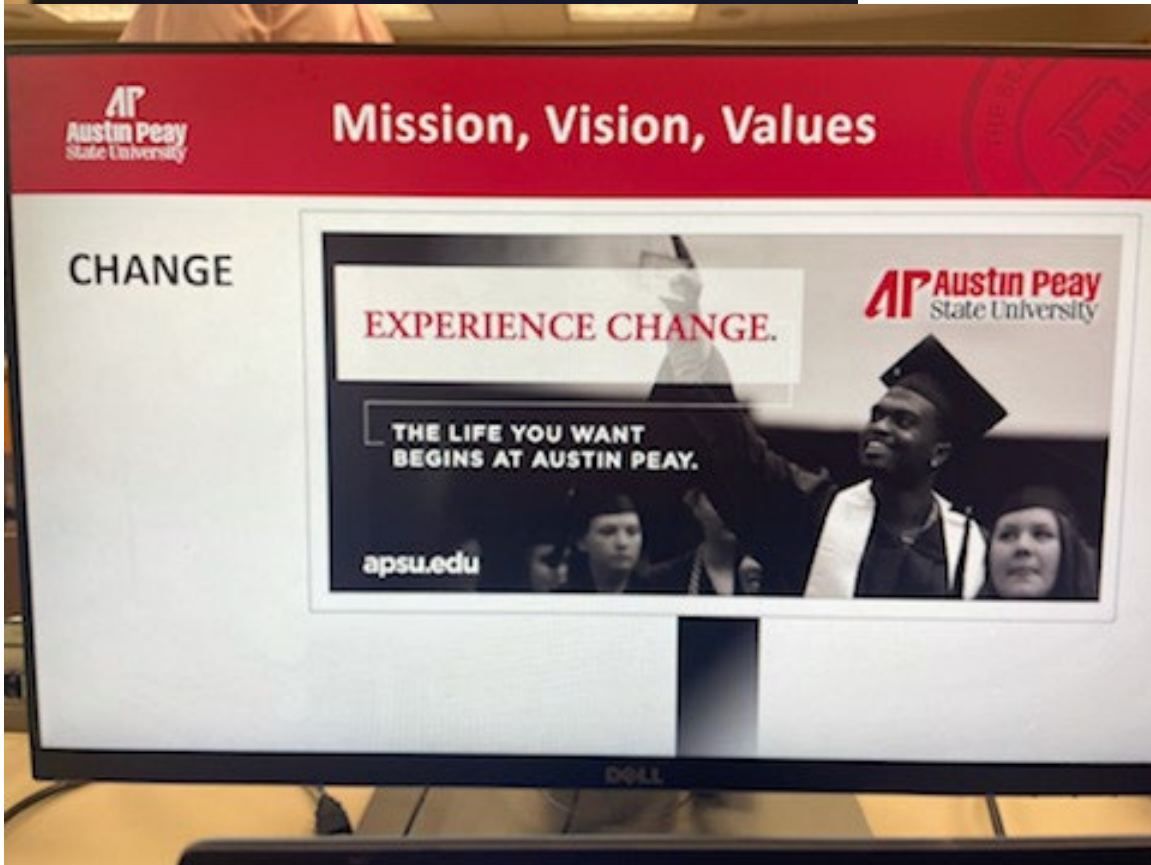 AP
Austin Peay
State University
Mission, Vision, Values
CHANGE
EXPERIENCE CHANGE.
AP Austin Peay
State University
THE LIFE YOU WANT
BEGINS AT AUSTIN PEAY.
apsu.edu
DELL